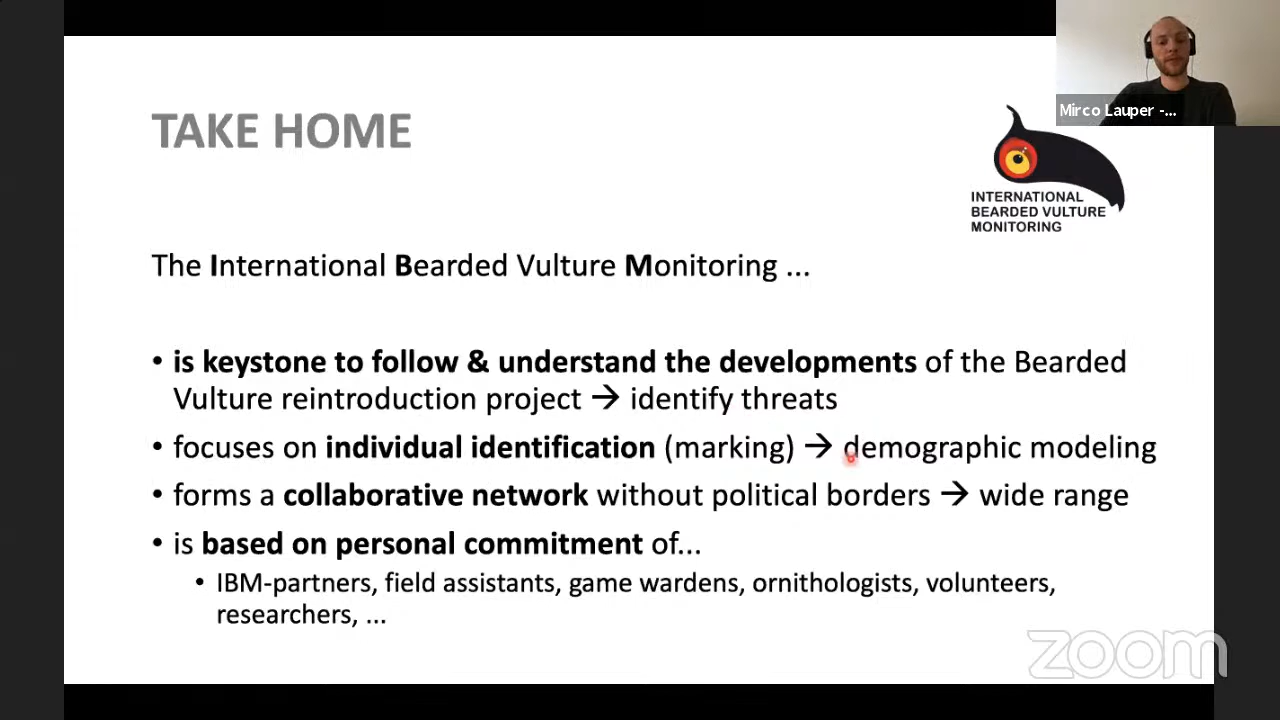 Mirco Lauper -...
TAKE HOME
INTERNATIONAL
BEARDED VULTURE
MONITORING
The International Bearded Vulture Monitoring ...
• is keystone to follow & understand the developments of the Bearded
Vulture reintroduction project → identify threats
• focuses on individual identification (marking) → demographic modeling
• forms a collaborative network without political borders → wide range
• is based on personal commitment of...
• IBM-partners, field assistants, game wardens, ornithologists, volunteers,
researchers, ...
zoom